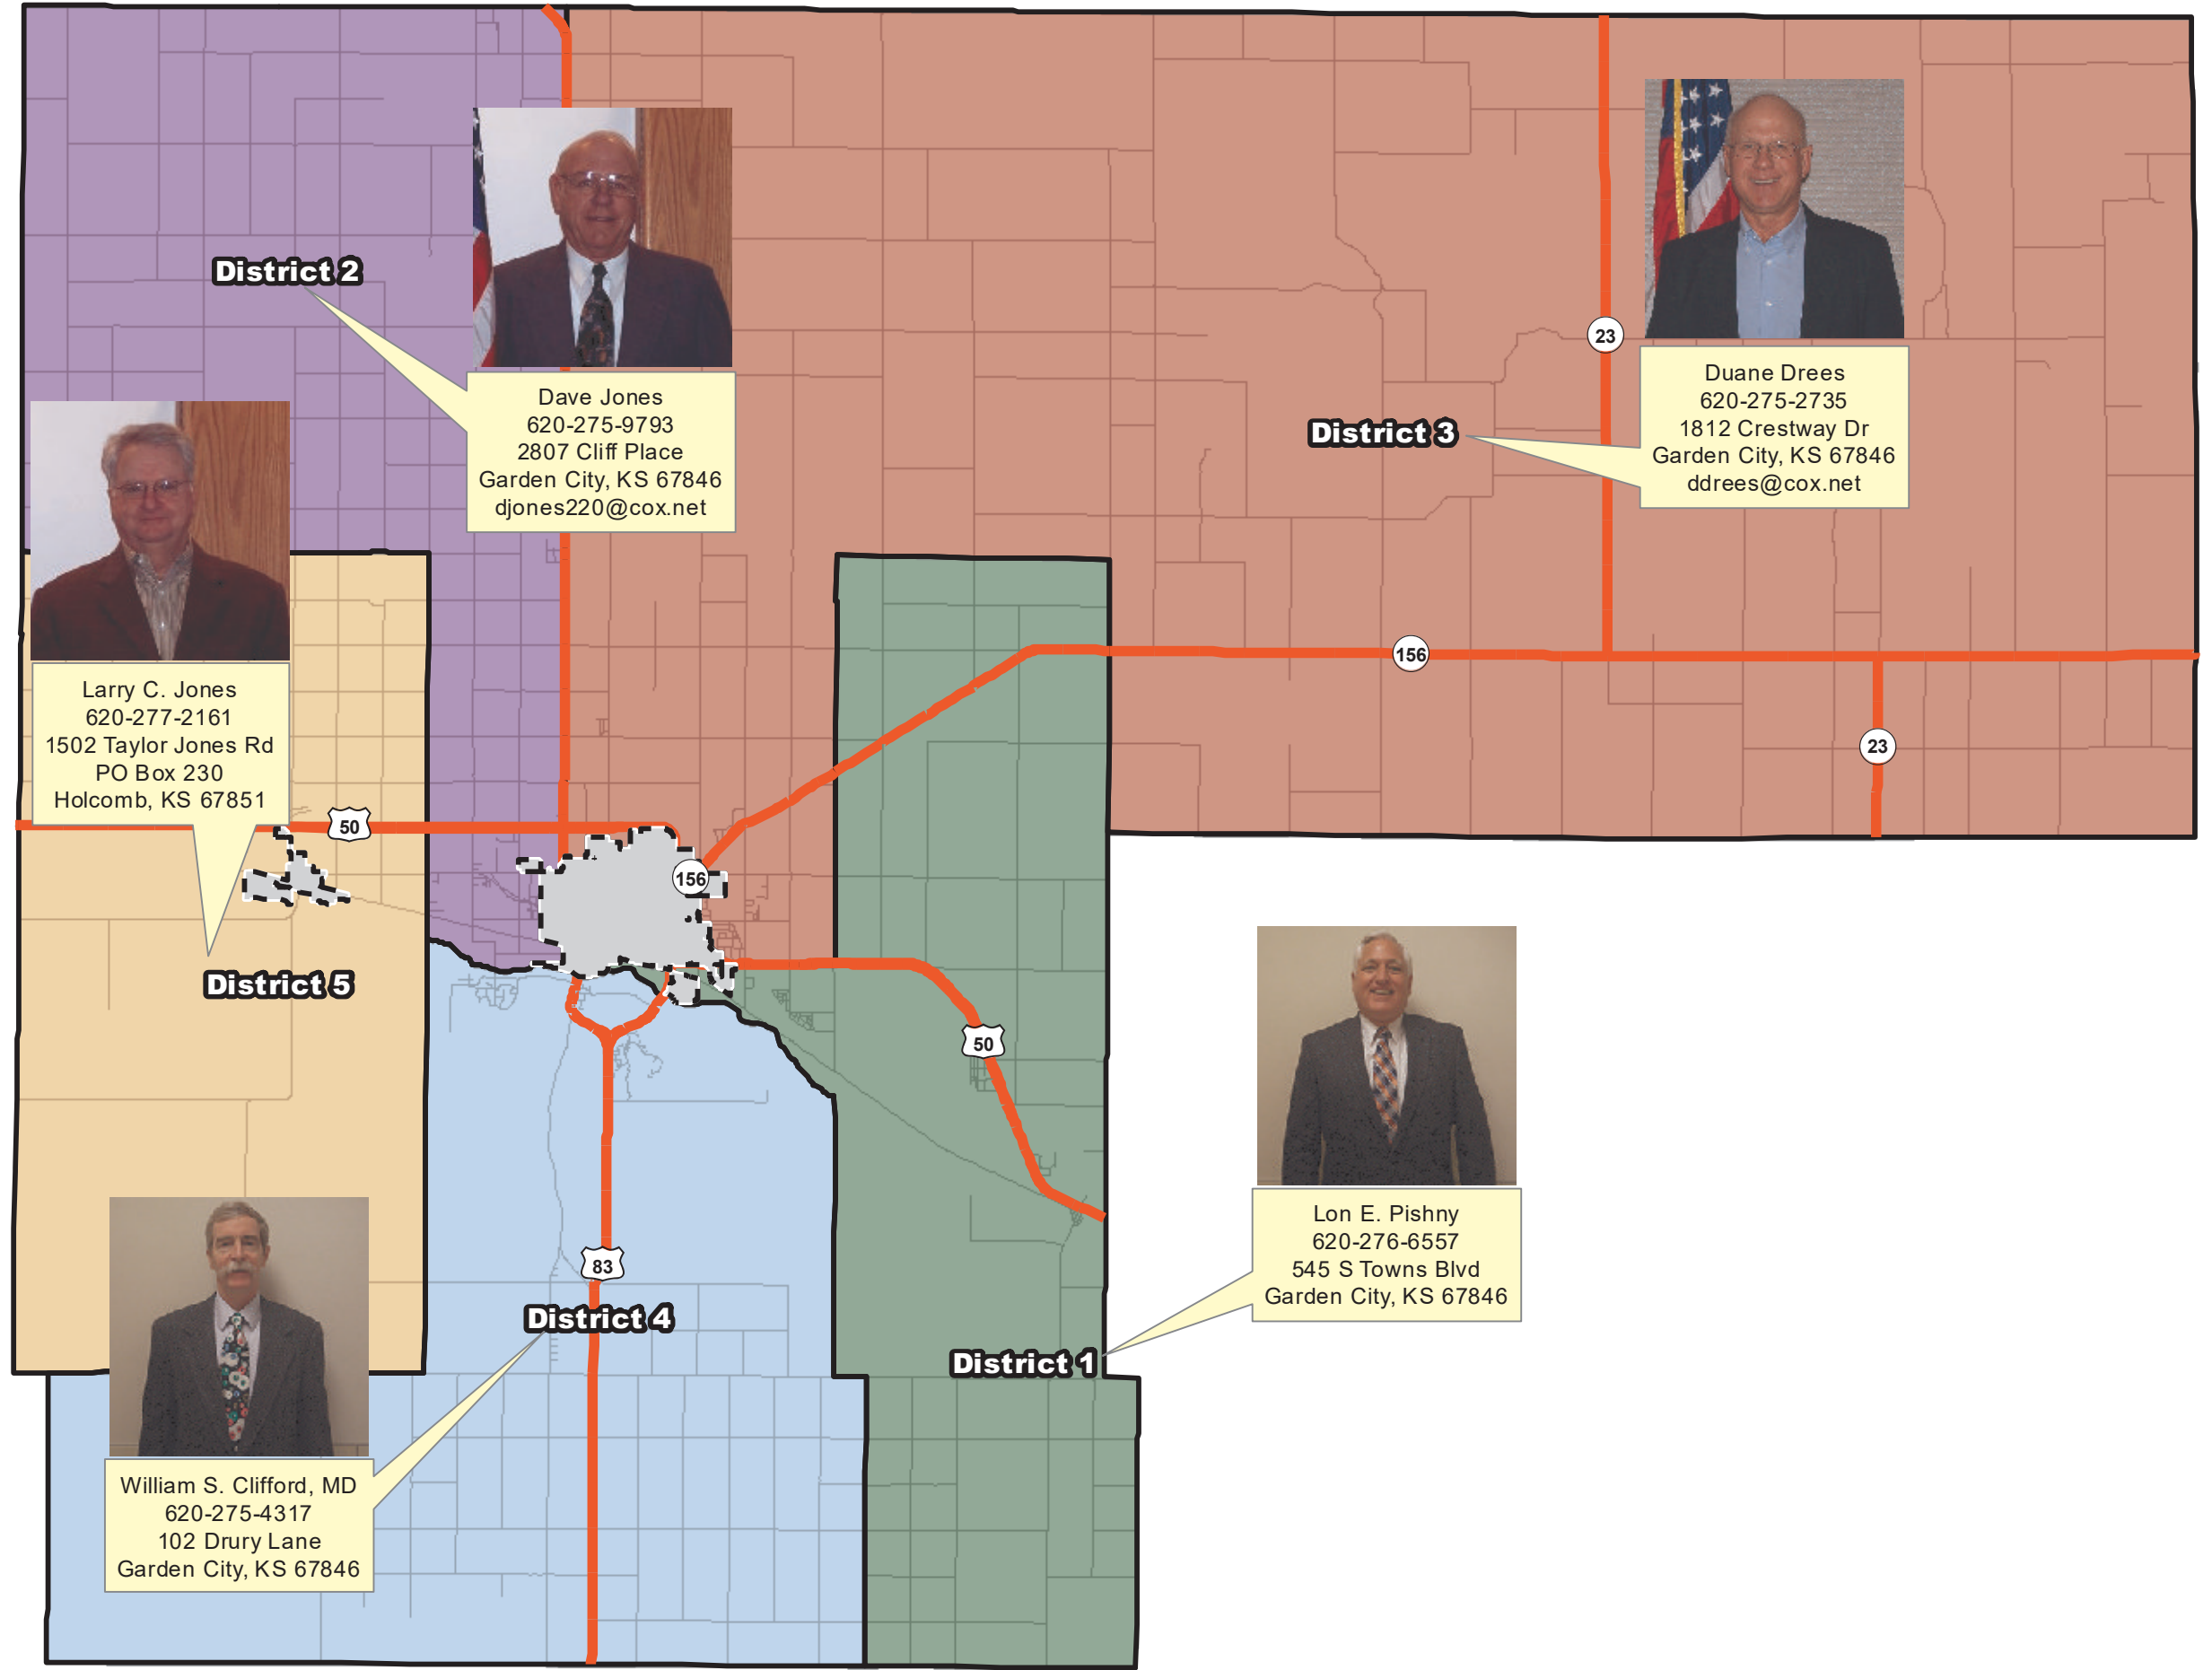 District 2
Dave Jones
620-275-9793
2807 Cliff Place
Garden City, KS 67846
djones220@cox.net
23
Duane Drees
620-275-2735
1812 Crestway Dr
Garden City, KS 67846
ddrees@cox.net
District 3
Larry C. Jones
620-277-2161
1502 Taylor Jones Rd
PO Box 230
Holcomb, KS 67851
156
23
50
156
District 5
50
Lon E. Pishny
620-276-6557
545 S Towns Blvd
Garden City, KS 67846
83
District 4
District 1
William S. Clifford, MD
620-275-4317
102 Drury Lane
Garden City, KS 67846